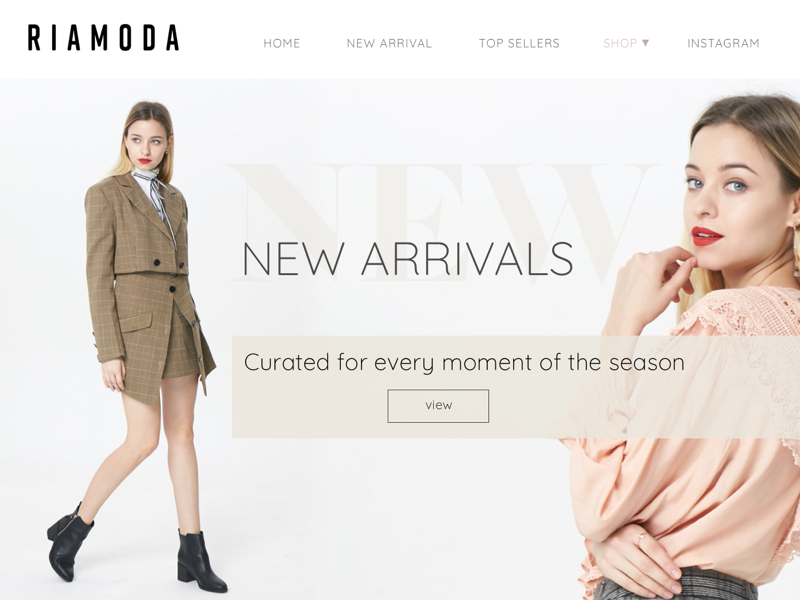 RIAMODA
HOME
NEW ARRIVAL
TOP SELLERS
SHOP ▼
INSTAGRAM
NEW
NEW ARRIVALS
Curated for every moment of the season
view